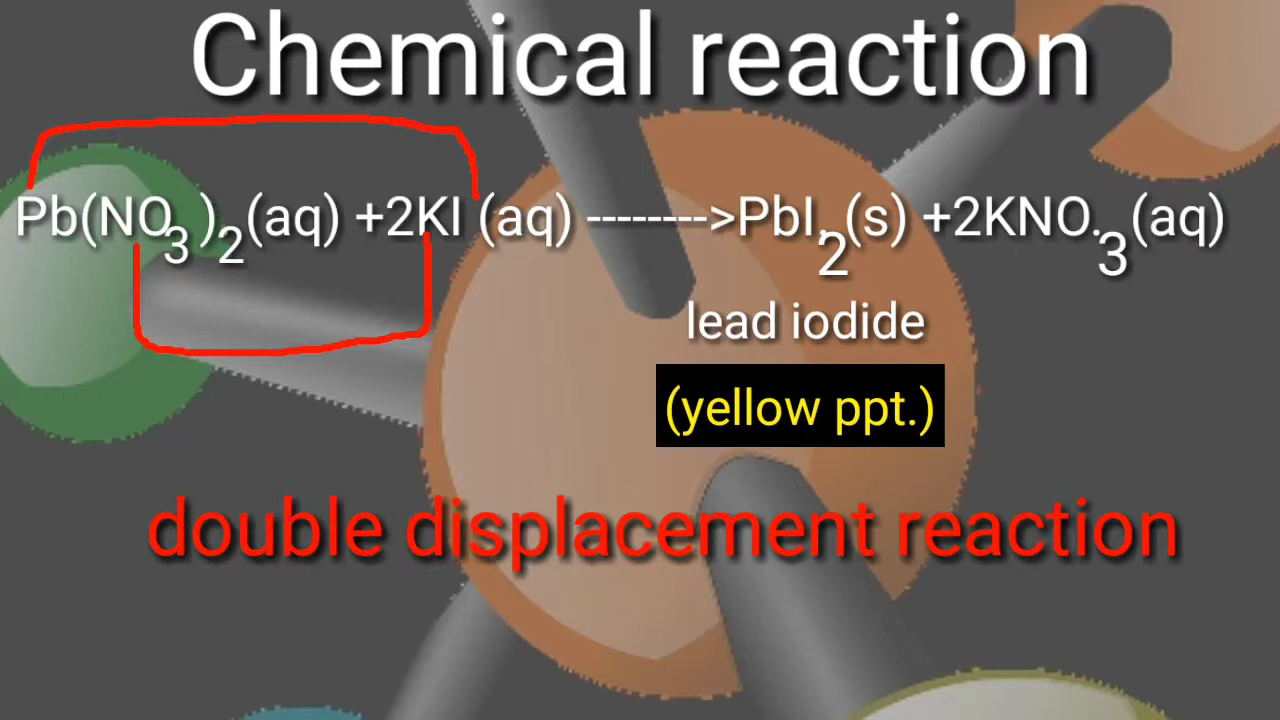 Chemical reaction
Pb(NO3)2(aq) +2KI (aq) -------->PbI2(s) +2KNO3(aq)
lead iodide
(yellow ppt.)
double displacement reaction